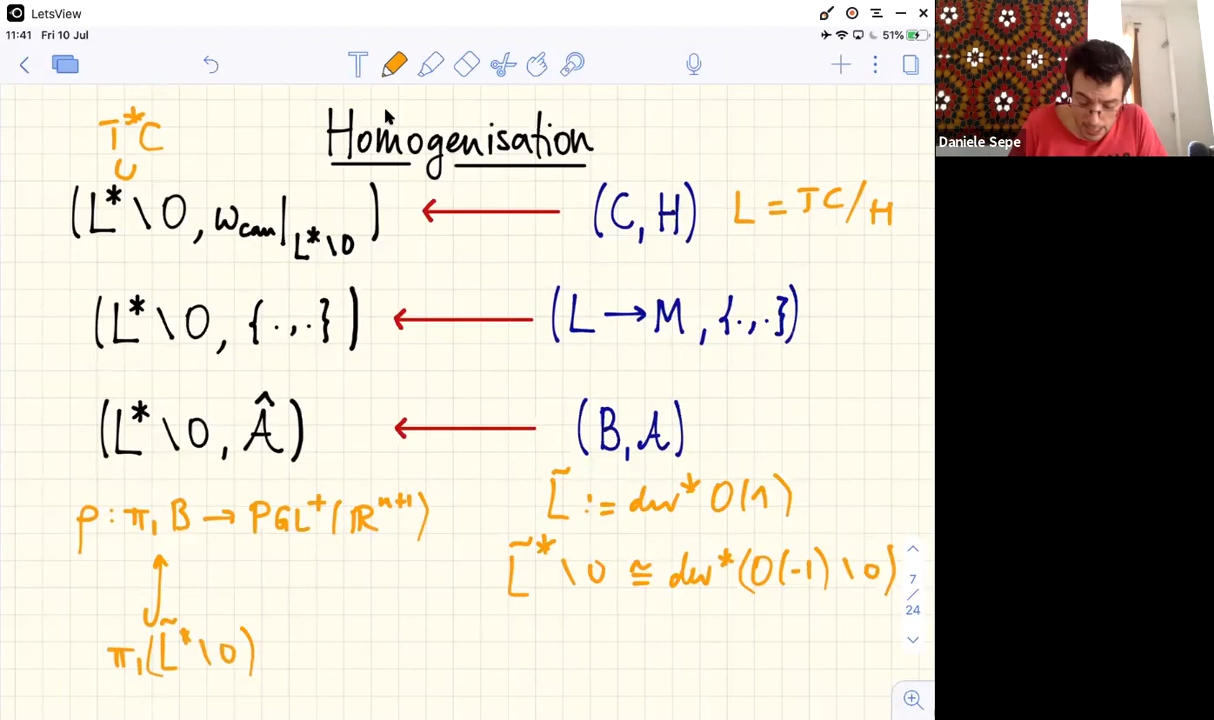 LetsView
11:41 Fri 10 Jul
51%
T
Daniele Sepe
T*C
∪
Homogenisation
(L* \ 0, ω_can|_{L* \ 0}) ← (C, H) L = TC/H
(L* \ 0, {·,·}) ← (L → M, {·,·})
(L* \ 0, Â) ← (B, A)
L̃ := dev* O(1)
ρ : π₁B → PGL⁺(ℝⁿ⁺¹)
L̃* \ 0 ≅ dev*(O(-1) \ 0)
π₁(L̃* \ 0)
7
/
24